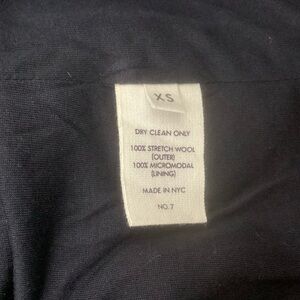 XS
DRY CLEAN ONLY
100% STRETCH WOOL
(OUTER)
100% MICROMODAL
(LINING)
MADE IN NYC
NO. 7